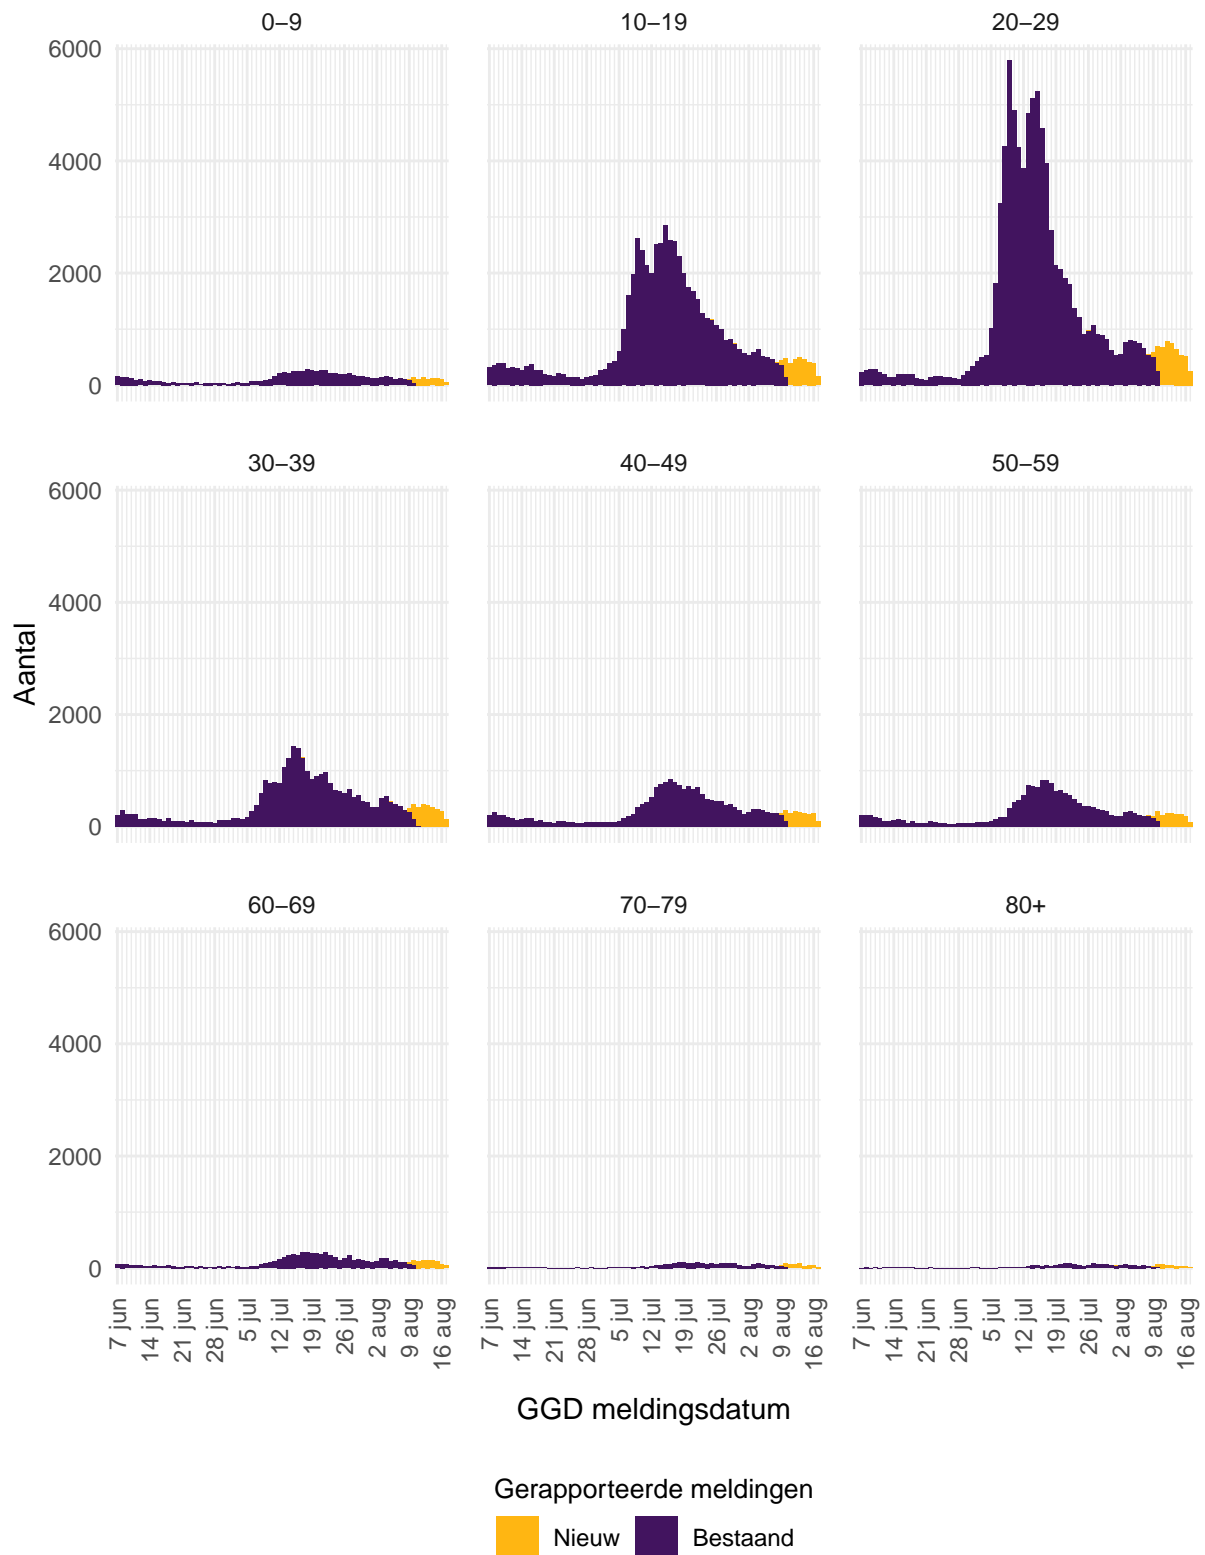 0−9 10−19 20−29
6000
4000
2000
0
30−39 40−49 50−59
6000
4000
2000
0
60−69 70−79 80+
6000
4000
2000
0
Aantal
7 jun 14 jun 21 jun 28 jun 5 jul 12 jul 19 jul 26 jul 2 aug 9 aug 16 aug
7 jun 14 jun 21 jun 28 jun 5 jul 12 jul 19 jul 26 jul 2 aug 9 aug 16 aug
7 jun 14 jun 21 jun 28 jun 5 jul 12 jul 19 jul 26 jul 2 aug 9 aug 16 aug
GGD meldingsdatum
Gerapporteerde meldingen
Nieuw Bestaand